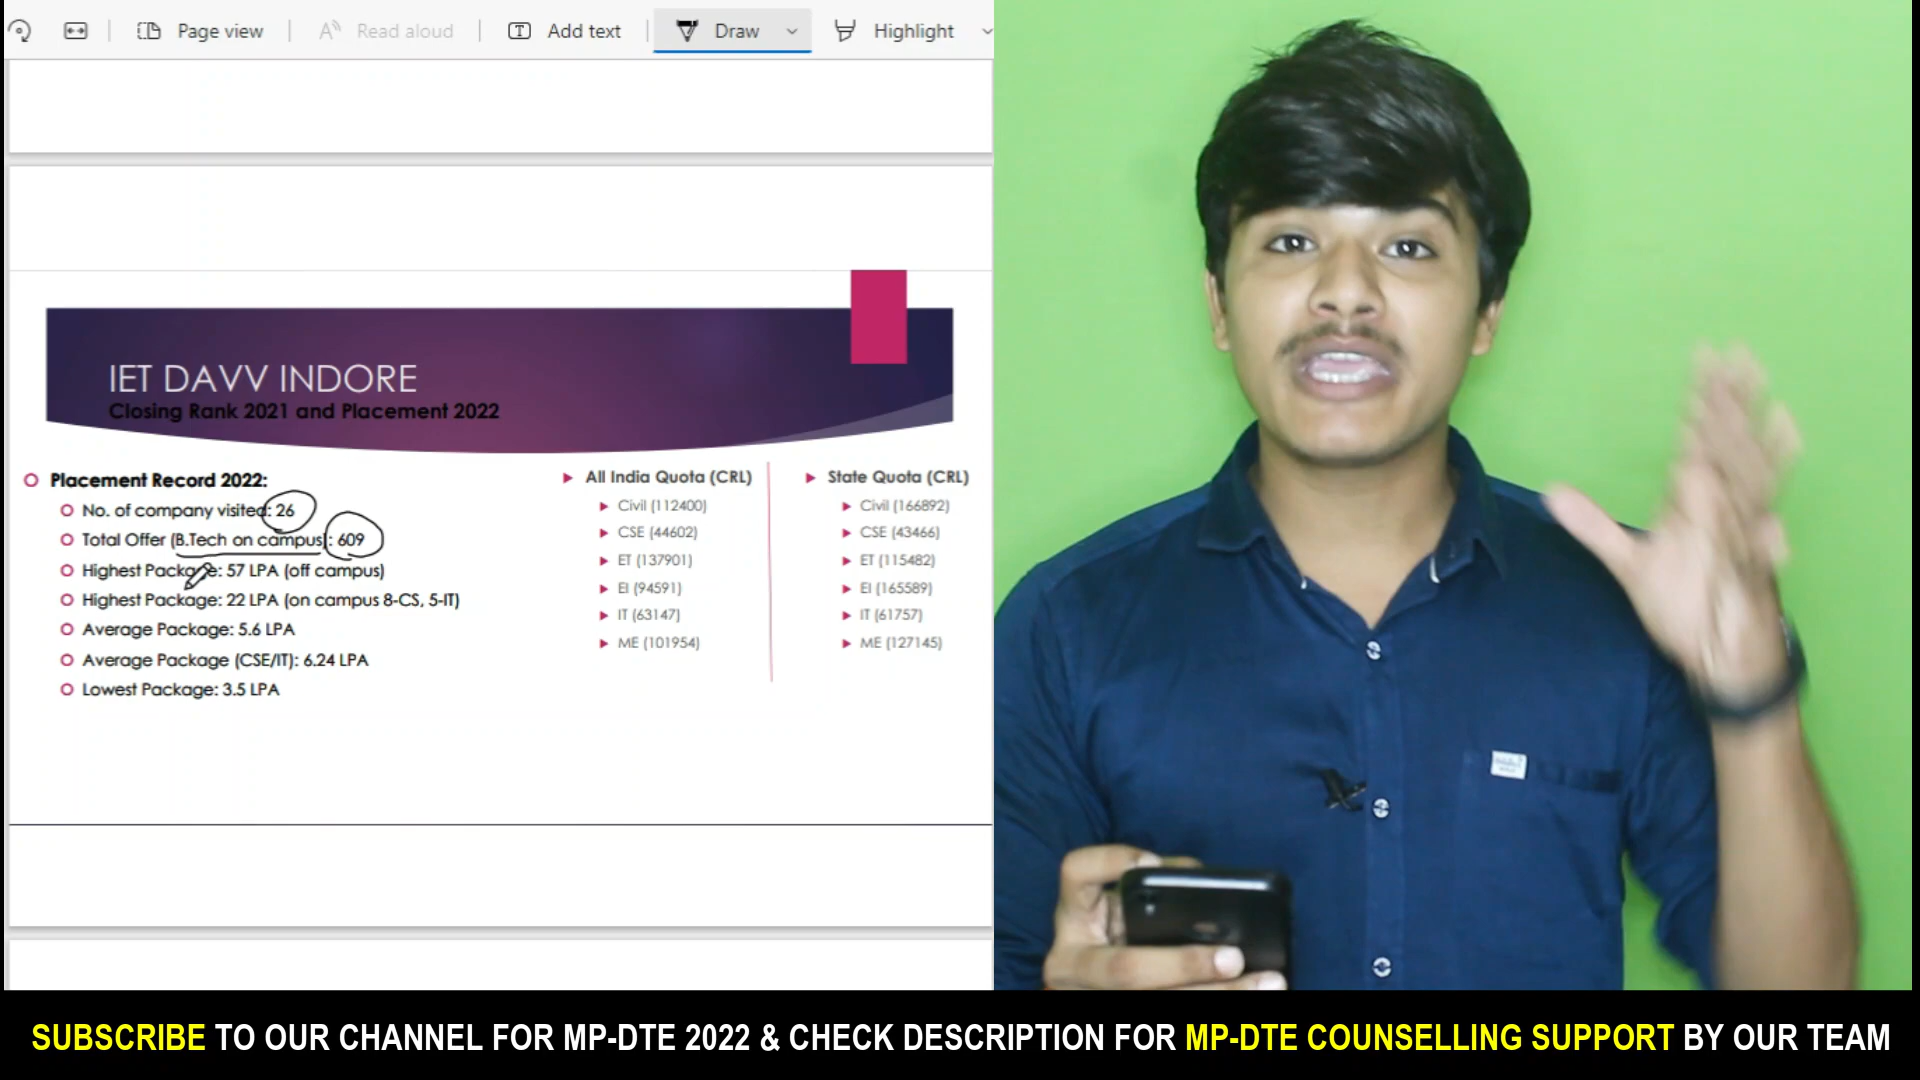 Page view
Read aloud
Add text
Draw
Highlight
IET DAVV INDORE
Closing Rank 2021 and Placement 2022
Placement Record 2022:
No. of company visited: 26
Total Offer (B.Tech on campus): 609
Highest Package: 57 LPA (off campus)
Highest Package: 22 LPA (on campus 8-CS, 5-IT)
Average Package: 5.6 LPA
Average Package (CSE/IT): 6.24 LPA
Lowest Package: 3.5 LPA
All India Quota (CRL)
Civil (112400)
CSE (44602)
ET (137901)
EI (94591)
IT (63147)
ME (101954)
State Quota (CRL)
Civil (166892)
CSE (43466)
ET (115482)
EI (165589)
IT (61757)
ME (127145)
SUBSCRIBE TO OUR CHANNEL FOR MP-DTE 2022 & CHECK DESCRIPTION FOR MP-DTE COUNSELLING SUPPORT BY OUR TEAM